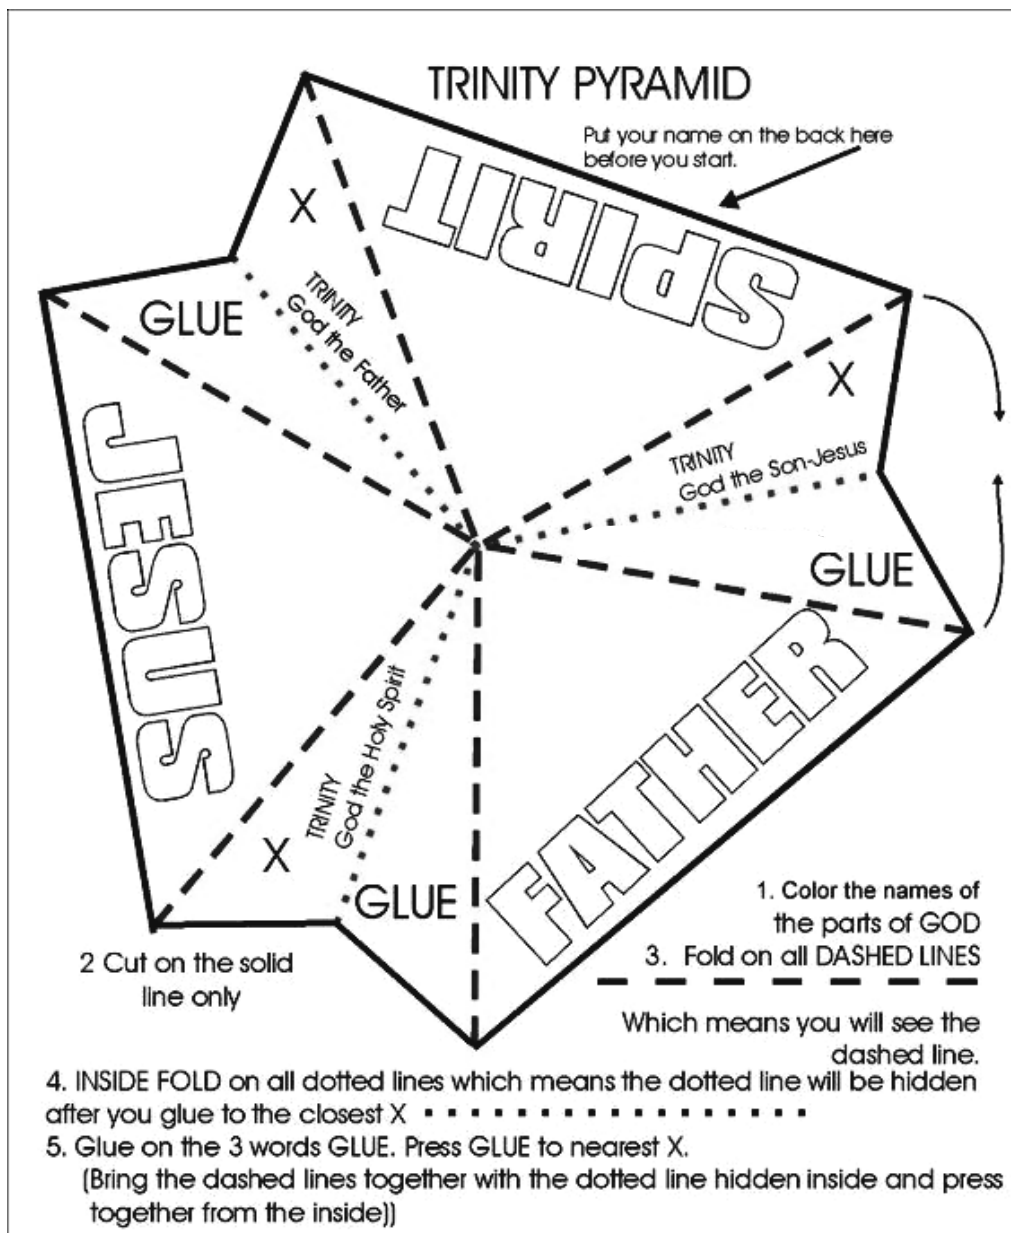 TRINITY PYRAMID
Put your name on the back here
before you start.
SPIRIT
X
TRINITY
God the Father
GLUE
X
TRINITY
God the Son-Jesus
GLUE
JESUS
FATHER
TRINITY
God the Holy Spirit
X
GLUE
1. Color the names of
the parts of GOD
2 Cut on the solid
line only
3. Fold on all DASHED LINES
Which means you will see the
dashed line.
4. INSIDE FOLD on all dotted lines which means the dotted line will be hidden
after you glue to the closest X
5. Glue on the 3 words GLUE. Press GLUE to nearest X.
(Bring the dashed lines together with the dotted line hidden inside and press
together from the inside))